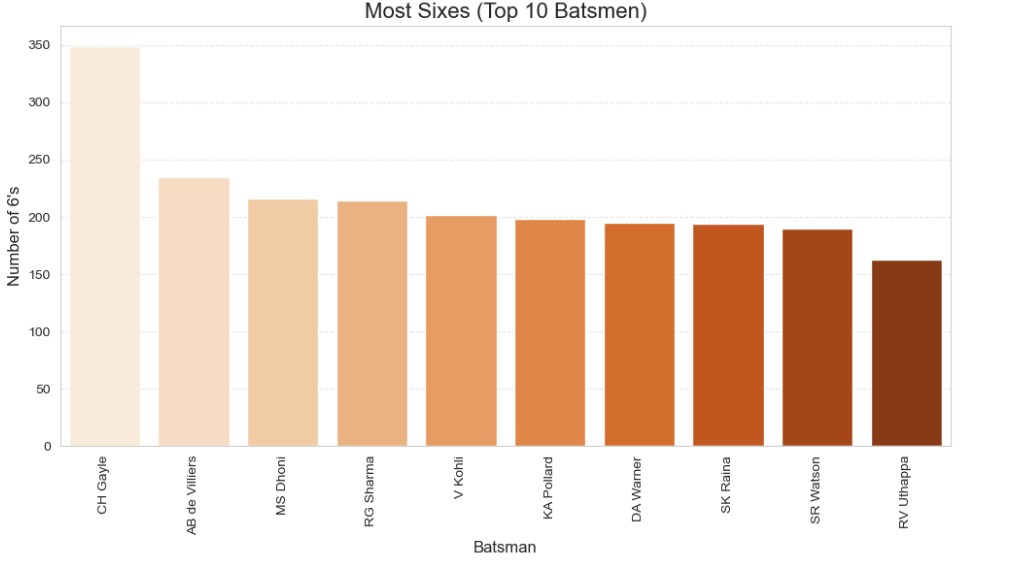 Most Sixes (Top 10 Batsmen)
Number of 6's
350
300
250
200
150
100
50
0
CH Gayle
AB de Villiers
MS Dhoni
RG Sharma
V Kohli
KA Pollard
DA Warner
SK Raina
SR Watson
RV Uthappa
Batsman